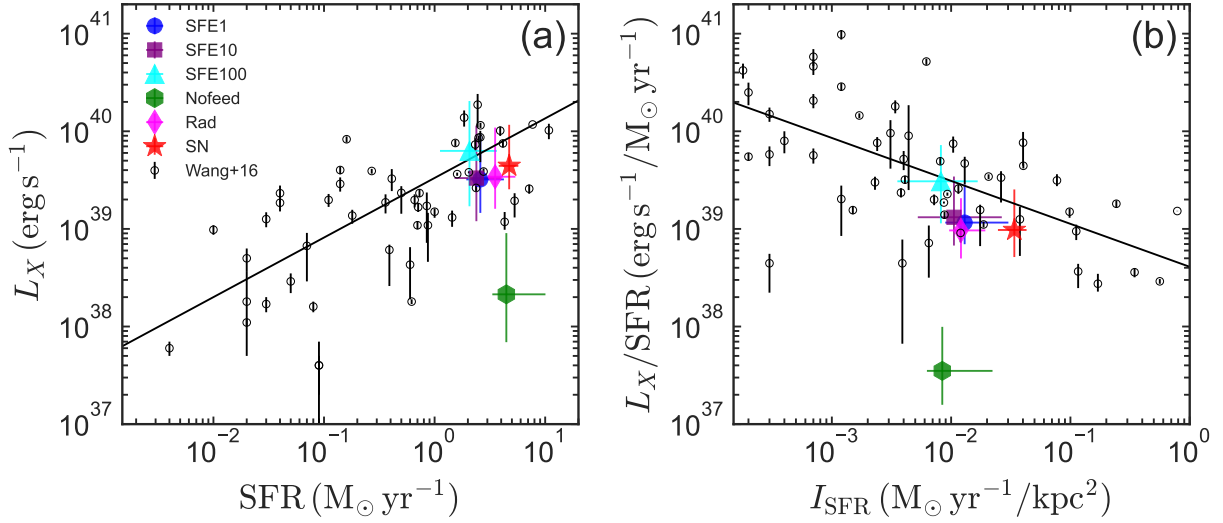 (a)
SFE1
SFE10
SFE100
Nofeed
Rad
SN
Wang+16
10^41
10^40
10^39
10^38
10^37
L_X (erg s^−1)
10^−2
10^−1
10^0
10^1
SFR (M_⊙ yr^−1)
(b)
10^41
10^40
10^39
10^38
10^37
L_X/SFR (erg s^−1/M_⊙ yr^−1)
10^−3
10^−2
10^−1
10^0
I_SFR (M_⊙ yr^−1/kpc^2)